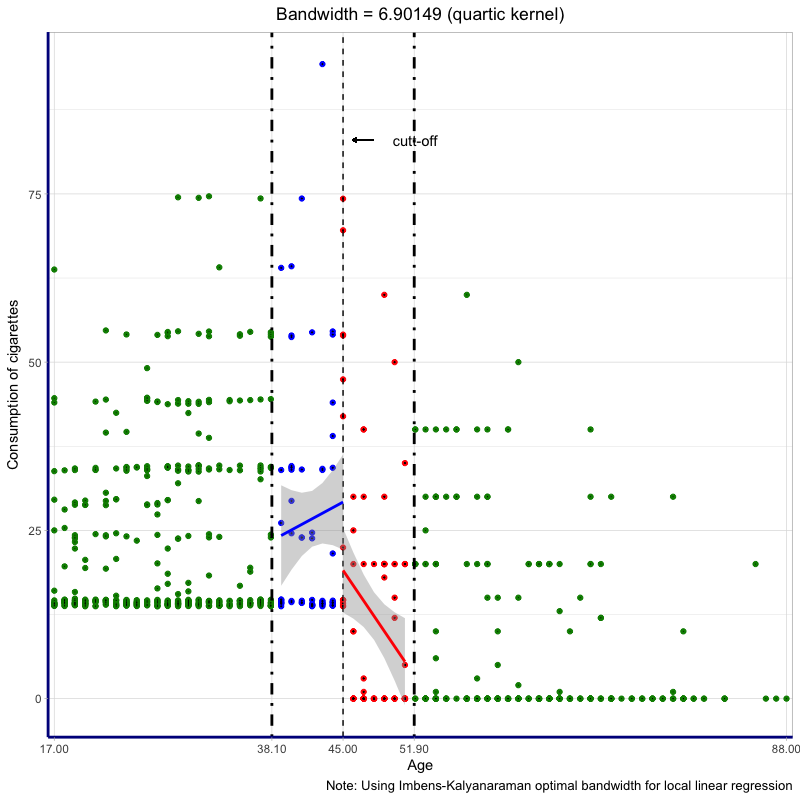 Bandwidth = 6.90149 (quartic kernel)
cutt-off
75
50
25
0
Consumption of cigarettes
17.00 38.10 45.00 51.90 88.00
Age
Note: Using Imbens-Kalyanaraman optimal bandwidth for local linear regression